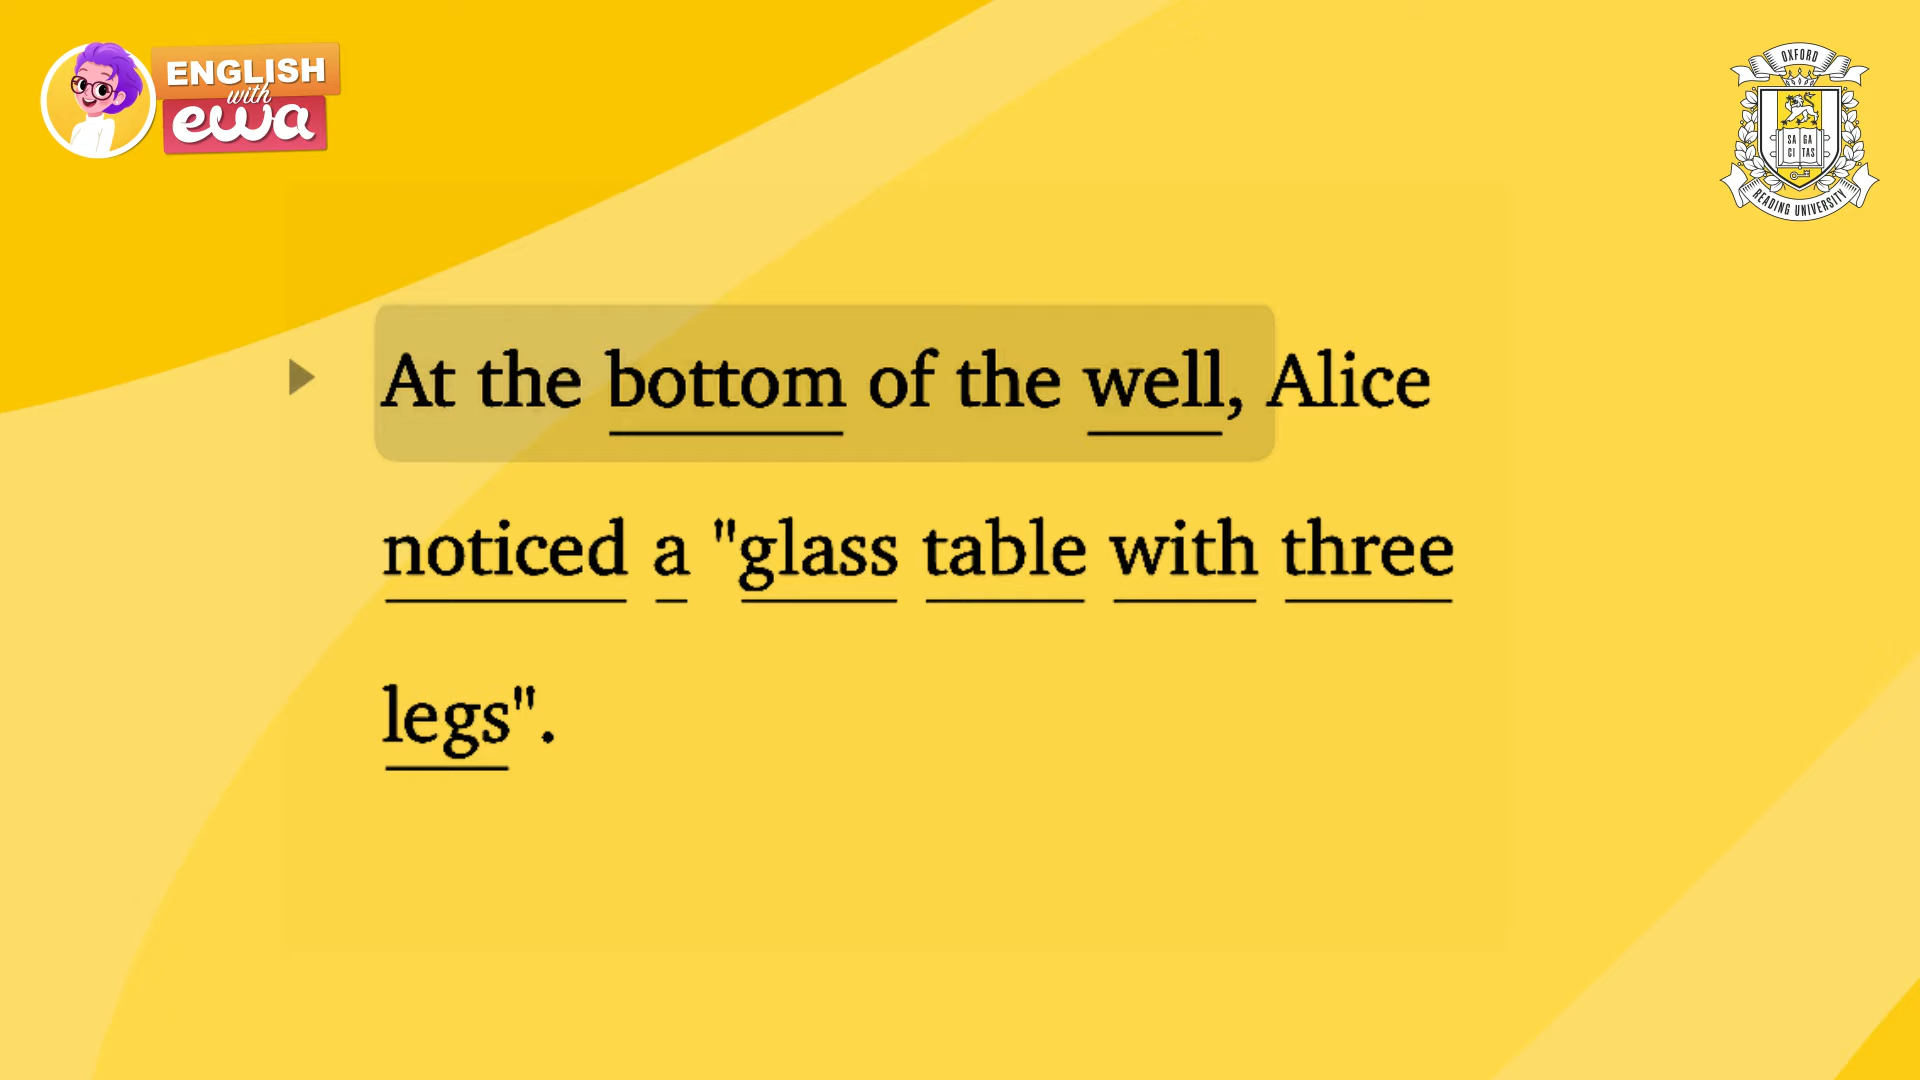 ENGLISH
with
ewa
OXFORD
SA GA
CI TAS
READING UNIVERSITY
At the bottom of the well, Alice
noticed a "glass table with three
legs".